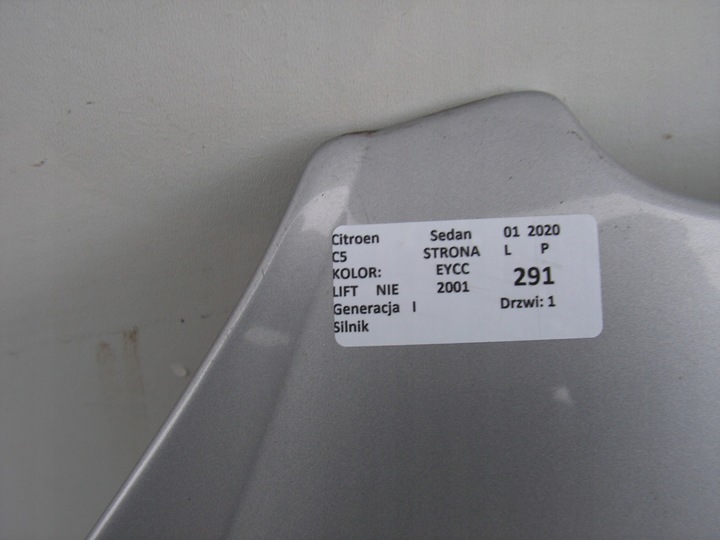 Citroen Sedan 01 2020
C5 STRONA L P
KOLOR: EYCC 291
LIFT NIE 2001
Generacja I Drzwi: 1
Silnik